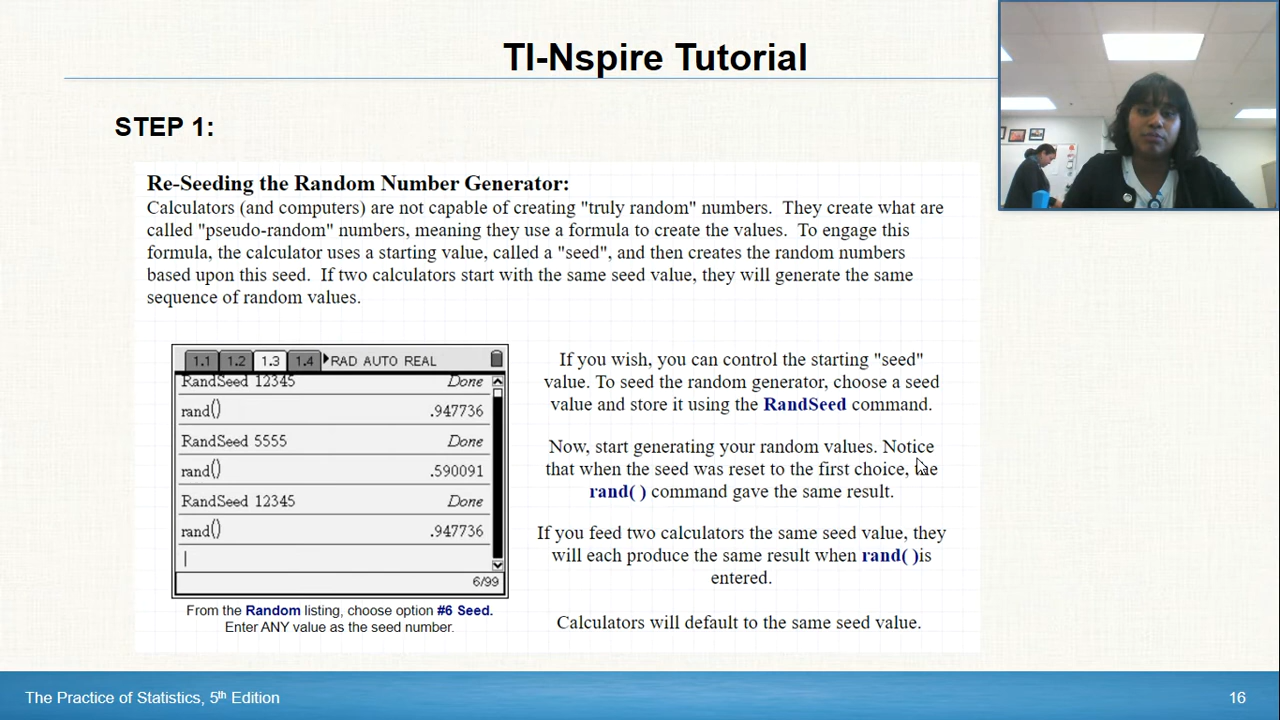 TI-Nspire Tutorial
STEP 1:
Re-Seeding the Random Number Generator:
Calculators (and computers) are not capable of creating "truly random" numbers. They create what are
called "pseudo-random" numbers, meaning they use a formula to create the values. To engage this
formula, the calculator uses a starting value, called a "seed", and then creates the random numbers
based upon this seed. If two calculators start with the same seed value, they will generate the same
sequence of random values.
1.1 1.2 1.3 1.4 RAD AUTO REAL
RandSeed 12345 Done
rand() .947736
RandSeed 5555 Done
rand() .590091
RandSeed 12345 Done
rand() .947736
6/99
From the Random listing, choose option #6 Seed.
Enter ANY value as the seed number.
If you wish, you can control the starting "seed"
value. To seed the random generator, choose a seed
value and store it using the RandSeed command.
Now, start generating your random values. Notice
that when the seed was reset to the first choice, the
rand( ) command gave the same result.
If you feed two calculators the same seed value, they
will each produce the same result when rand( )is
entered.
Calculators will default to the same seed value.
The Practice of Statistics, 5th Edition
16